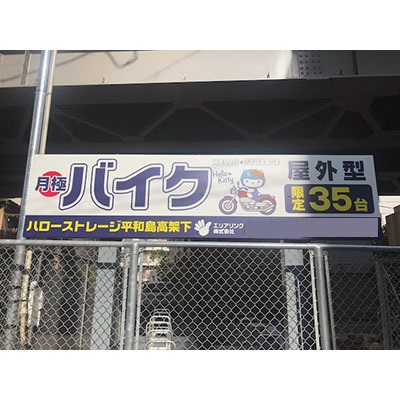 月極
バイク
HELLO STORAGE
Hello Kitty
屋外型
限定35台
ハローストレージ平和島高架下
エリアリンク
株式会社